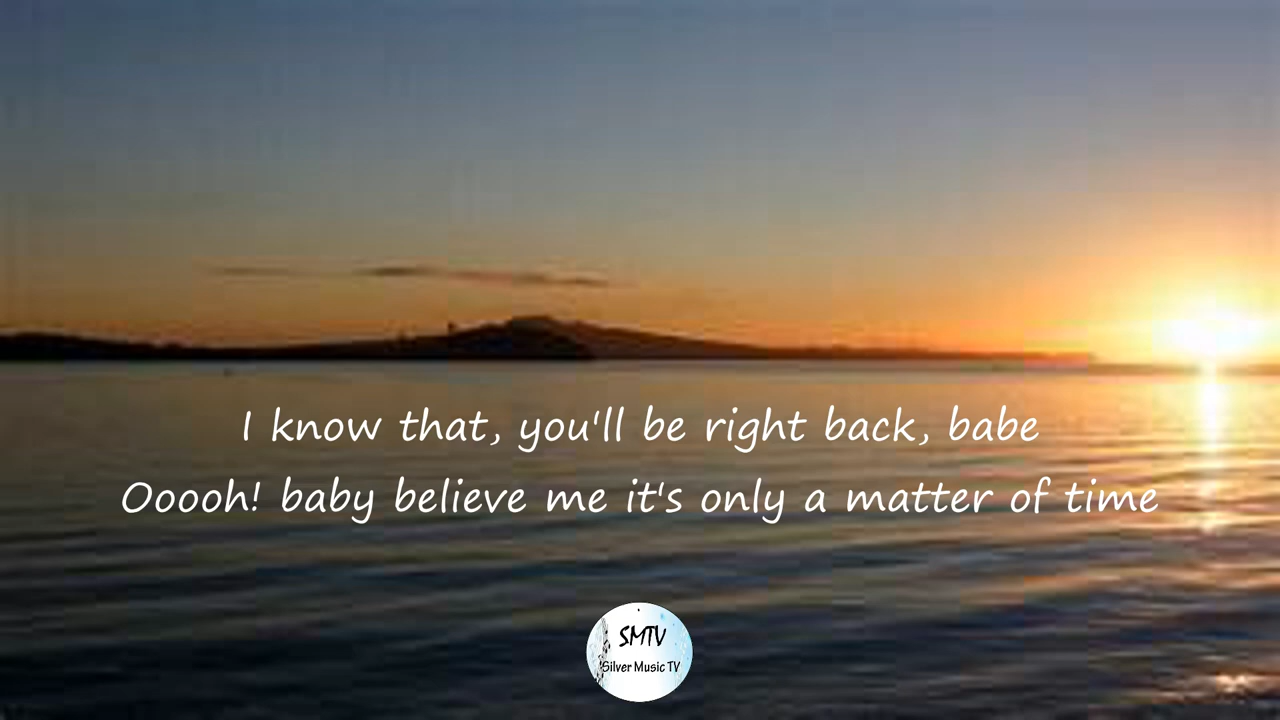 I know that, you'll be right back, babe
Ooooh! baby believe me it's only a matter of time
SMTV
Silver Music TV